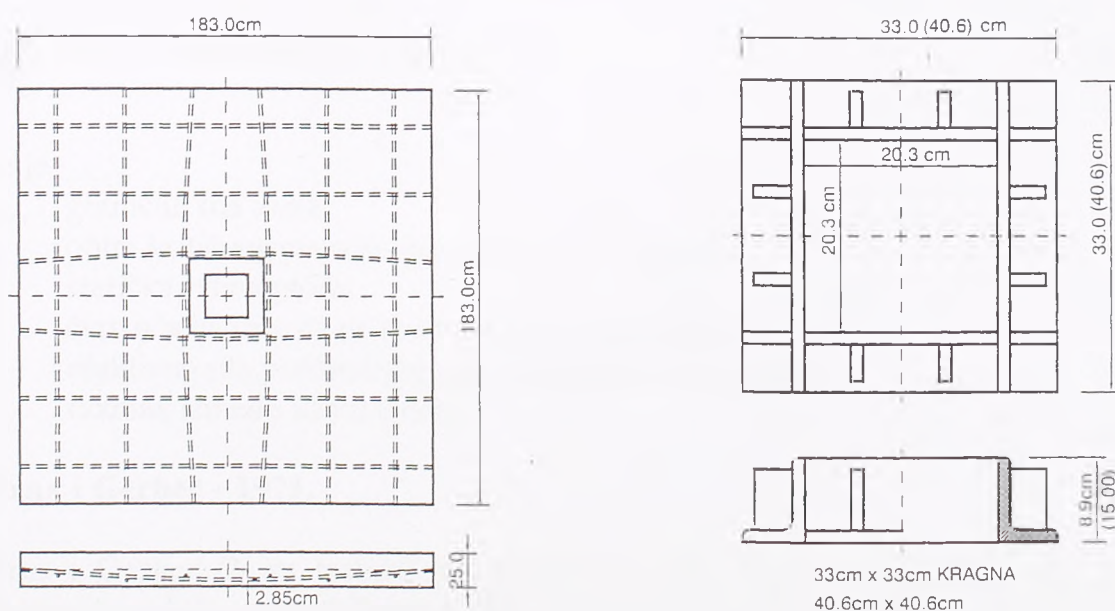 183.0cm
183.0cm
25.0
12.85cm
33.0 (40.6) cm
20.3 cm
20.3 cm
33.0 (40.6) cm
8.9cm
(15.00)
33cm x 33cm KRAGNA
40.6cm x 40.6cm